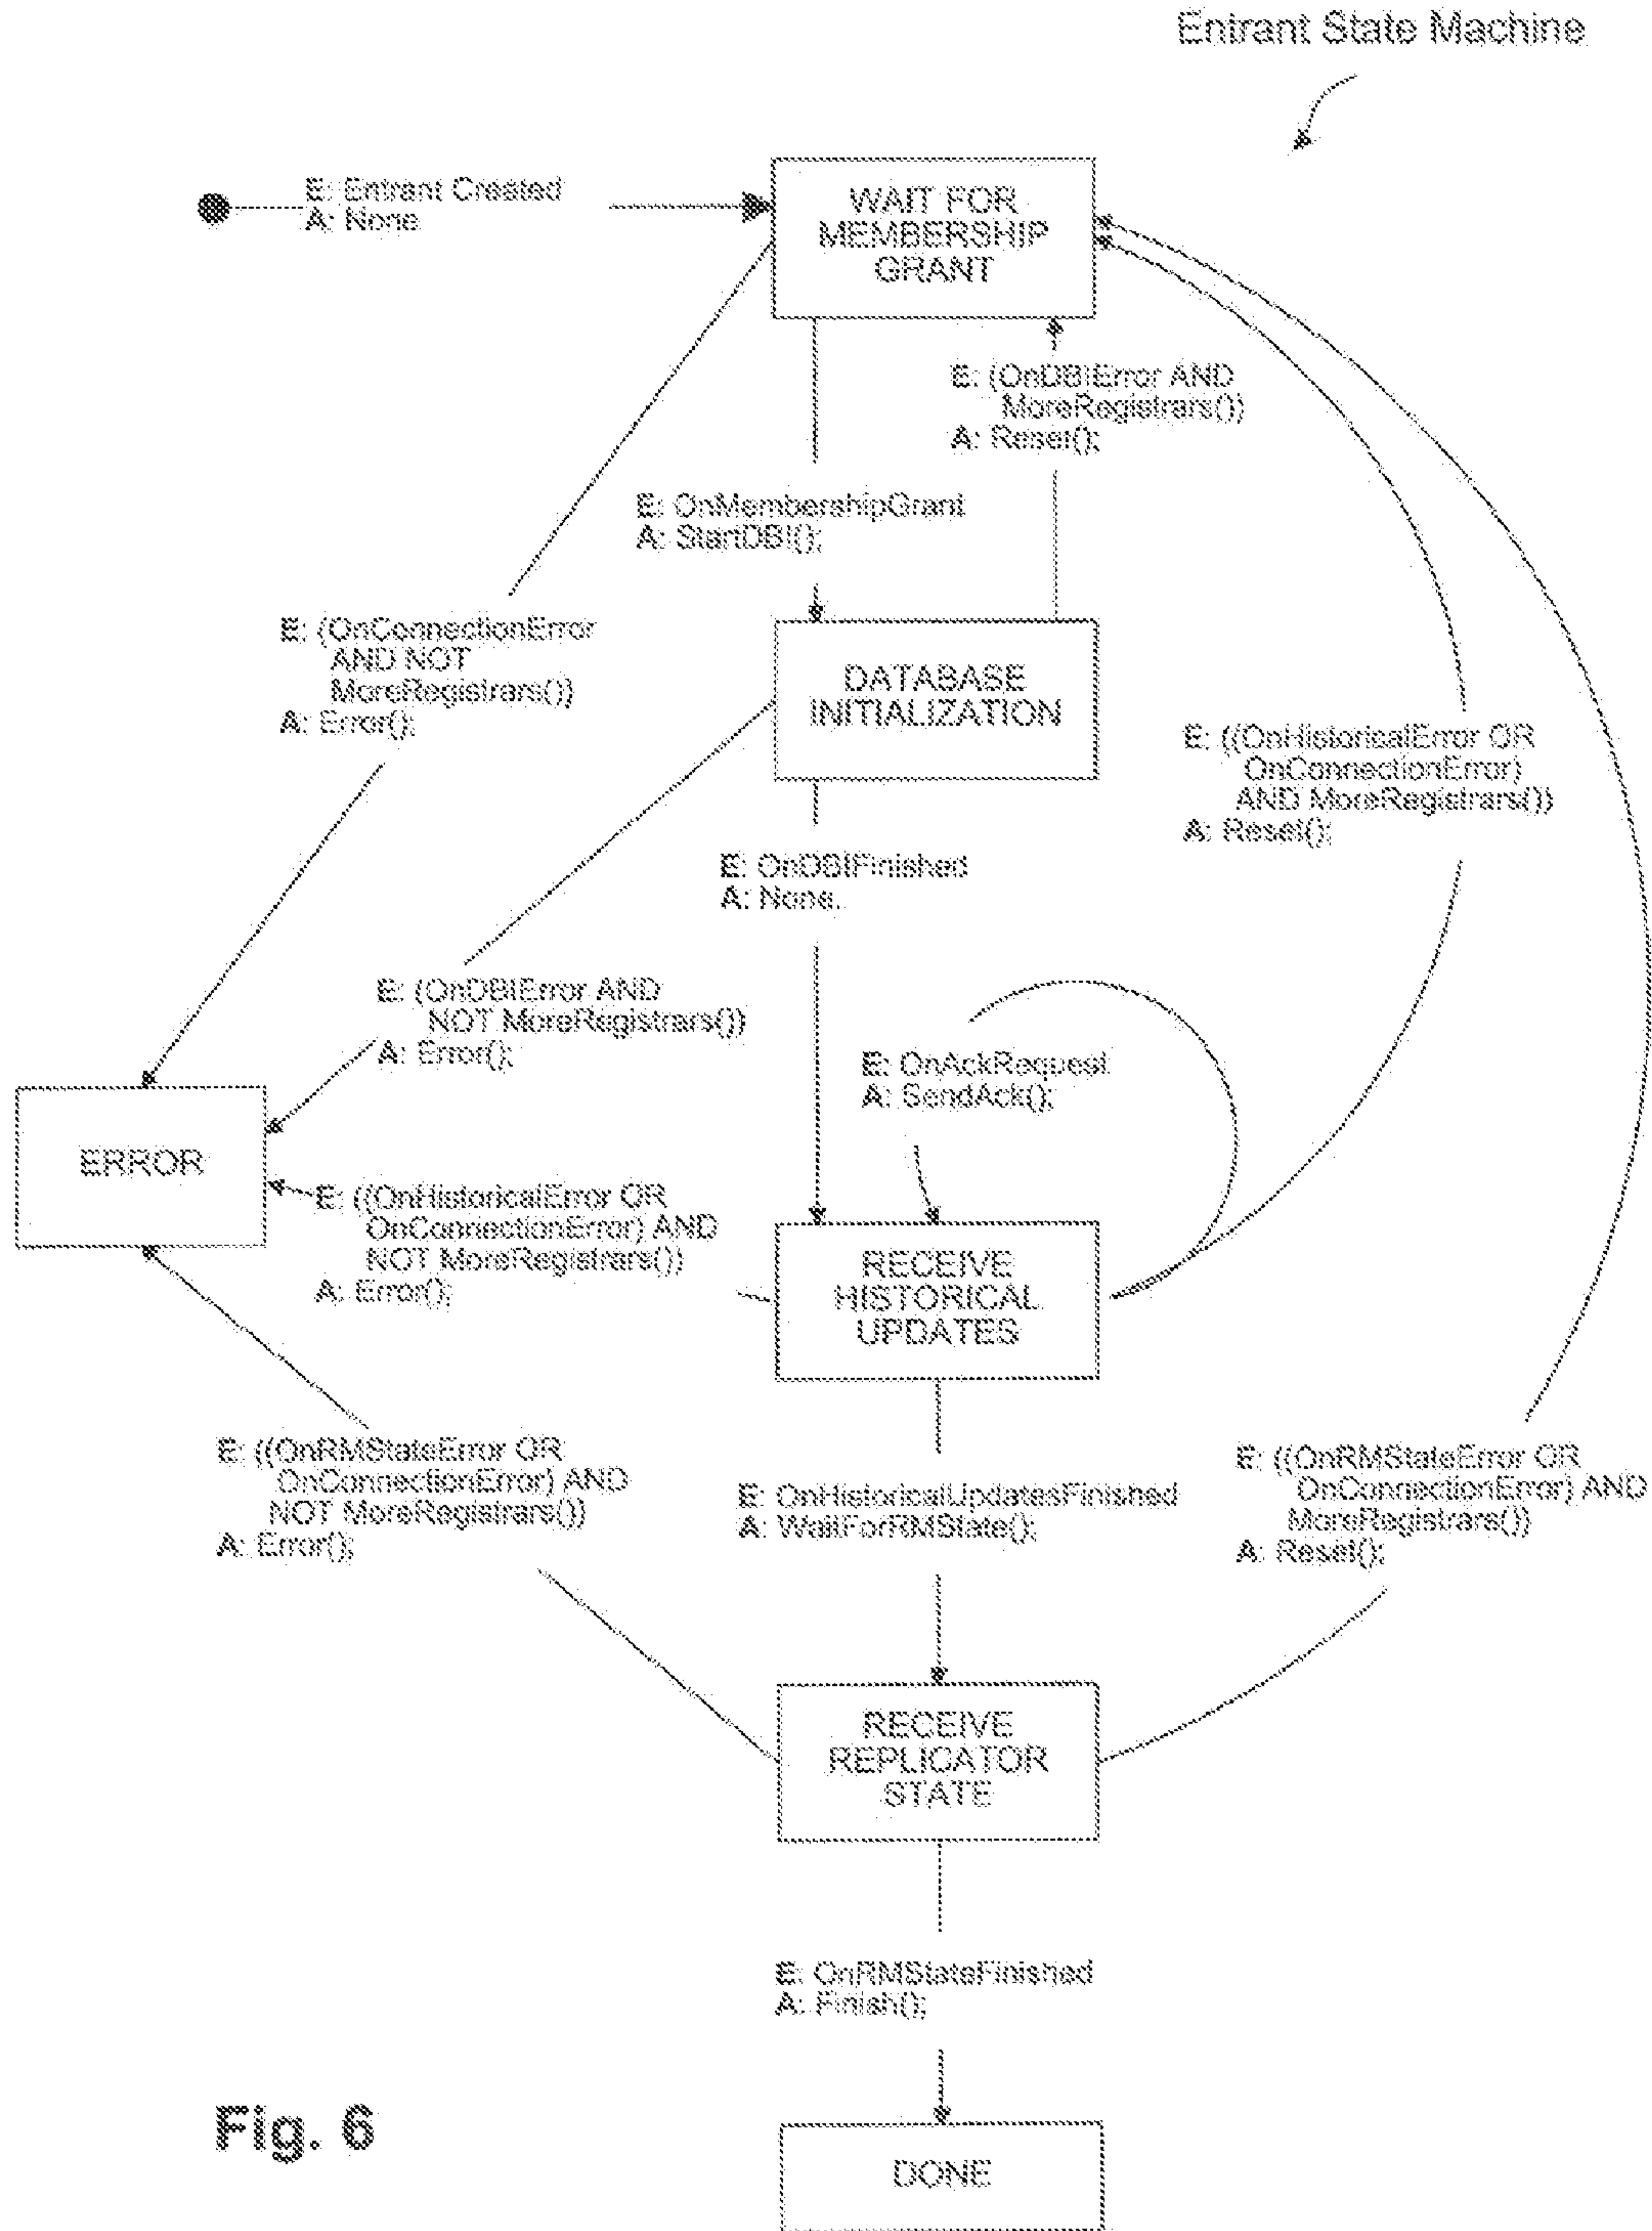 Entrant State Machine
E: Entrant Created
A: None
WAIT FOR
MEMBERSHIP
GRANT
E: (OnDBIError AND
MoreRegistrars())
A: Reset();
E: OnMembershipGrant
A: StartDBI();
E: (OnConnectionError
AND NOT
MoreRegistrars())
A: Error();
DATABASE
INITIALIZATION
E: ((OnHistoricalError OR
OnConnectionError)
AND MoreRegistrars())
A: Reset();
E: OnDBIFinished
A: None.
E: (OnDBIError AND
NOT MoreRegistrars())
A: Error();
E: OnAckRequest
A: SendAck();
ERROR
E: ((OnHistoricalError OR
OnConnectionError) AND
NOT MoreRegistrars())
A: Error();
RECEIVE
HISTORICAL
UPDATES
E: ((OnRMStateError OR
OnConnectionError) AND
NOT MoreRegistrars())
A: Error();
E: OnHistoricalUpdatesFinished
A: WaitForRMState();
E: ((OnRMStateError OR
OnConnectionError) AND
MoreRegistrars())
A: Reset();
RECEIVE
REPLICATOR
STATE
E: OnRMStateFinished
A: Finish();
Fig. 6
DONE